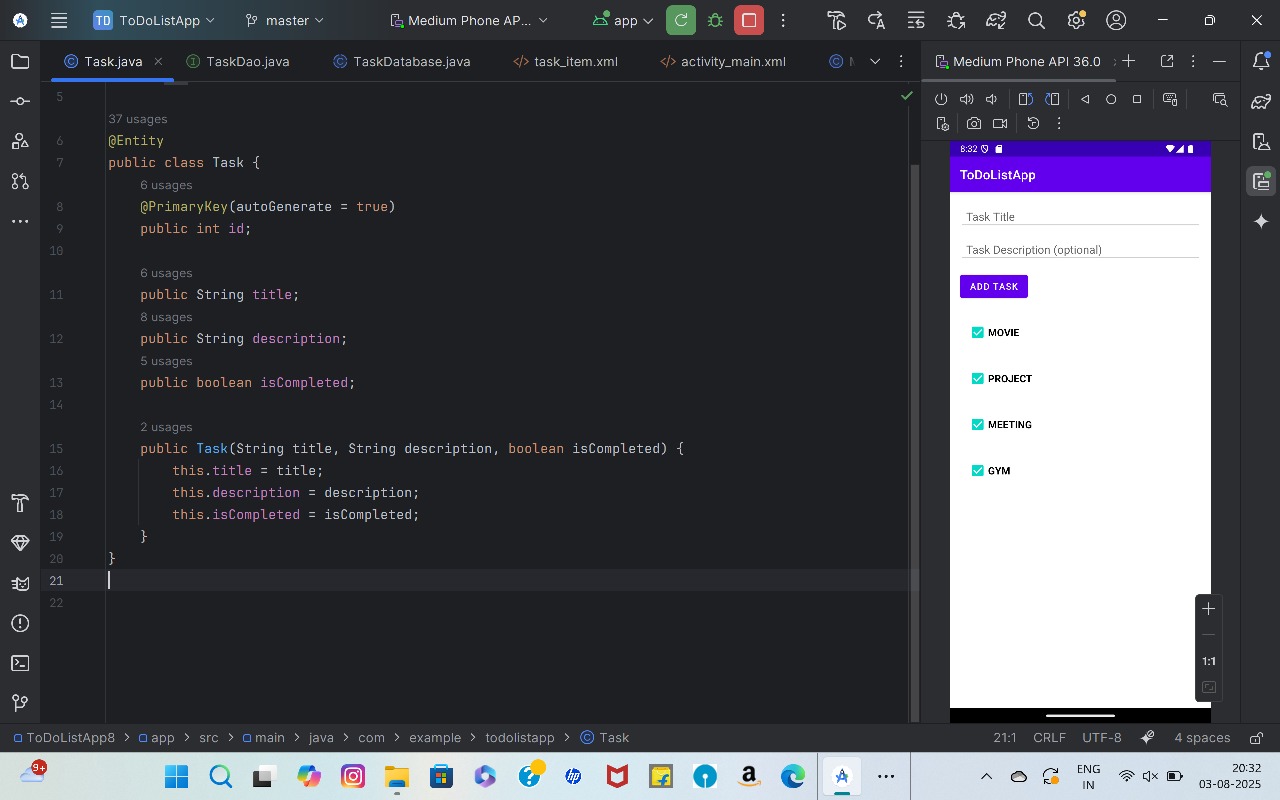 TD ToDoListApp
master
Medium Phone AP...
app
Task.java
TaskDao.java
TaskDatabase.java
task_item.xml
activity_main.xml
Medium Phone API 36.0
5
37 usages
6 @Entity
7 public class Task {
6 usages
8 @PrimaryKey(autoGenerate = true)
9 public int id;
10
6 usages
11 public String title;
8 usages
12 public String description;
5 usages
13 public boolean isCompleted;
14
2 usages
15 public Task(String title, String description, boolean isCompleted) {
16 this.title = title;
17 this.description = description;
18 this.isCompleted = isCompleted;
19 }
20 }
21
22
8:32
ToDoListApp
Task Title
Task Description (optional)
ADD TASK
MOVIE
PROJECT
MEETING
GYM
1:1
ToDoListApp8 > app > src > main > java > com > example > todolistapp > Task
21:1 CRLF UTF-8 4 spaces
9+
hp
a
ENG
IN
20:32
03-08-2025